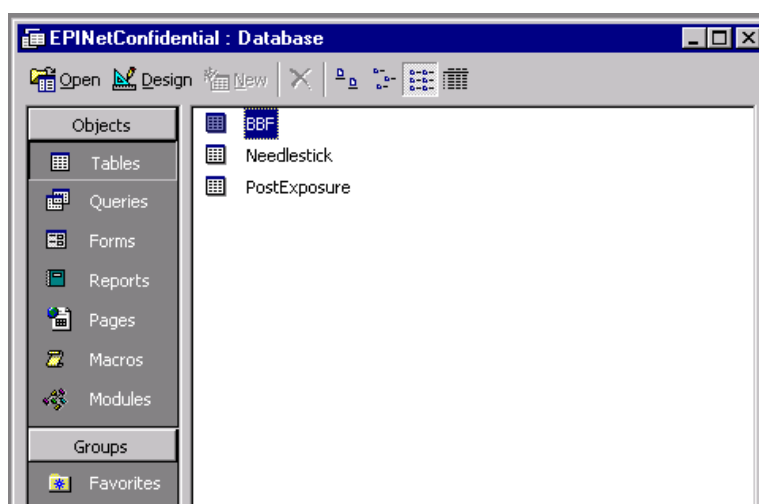 EPINetConfidential : Database
Open Design New
Objects
Tables
Queries
Forms
Reports
Pages
Macros
Modules
Groups
Favorites
BBF
Needlestick
PostExposure